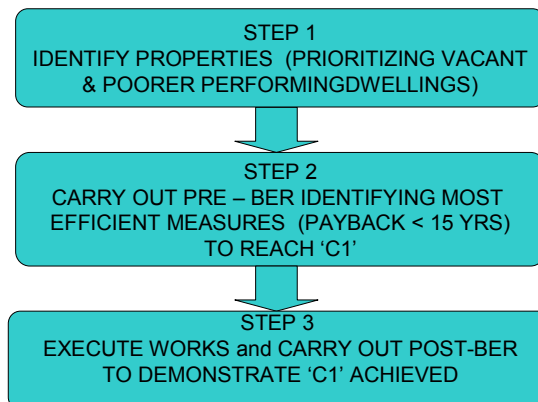 STEP 1
IDENTIFY PROPERTIES (PRIORITIZING VACANT
& POORER PERFORMINGDWELLINGS)
STEP 2
CARRY OUT PRE – BER IDENTIFYING MOST
EFFICIENT MEASURES (PAYBACK < 15 YRS)
TO REACH ‘C1’
STEP 3
EXECUTE WORKS and CARRY OUT POST-BER
TO DEMONSTRATE ‘C1’ ACHIEVED